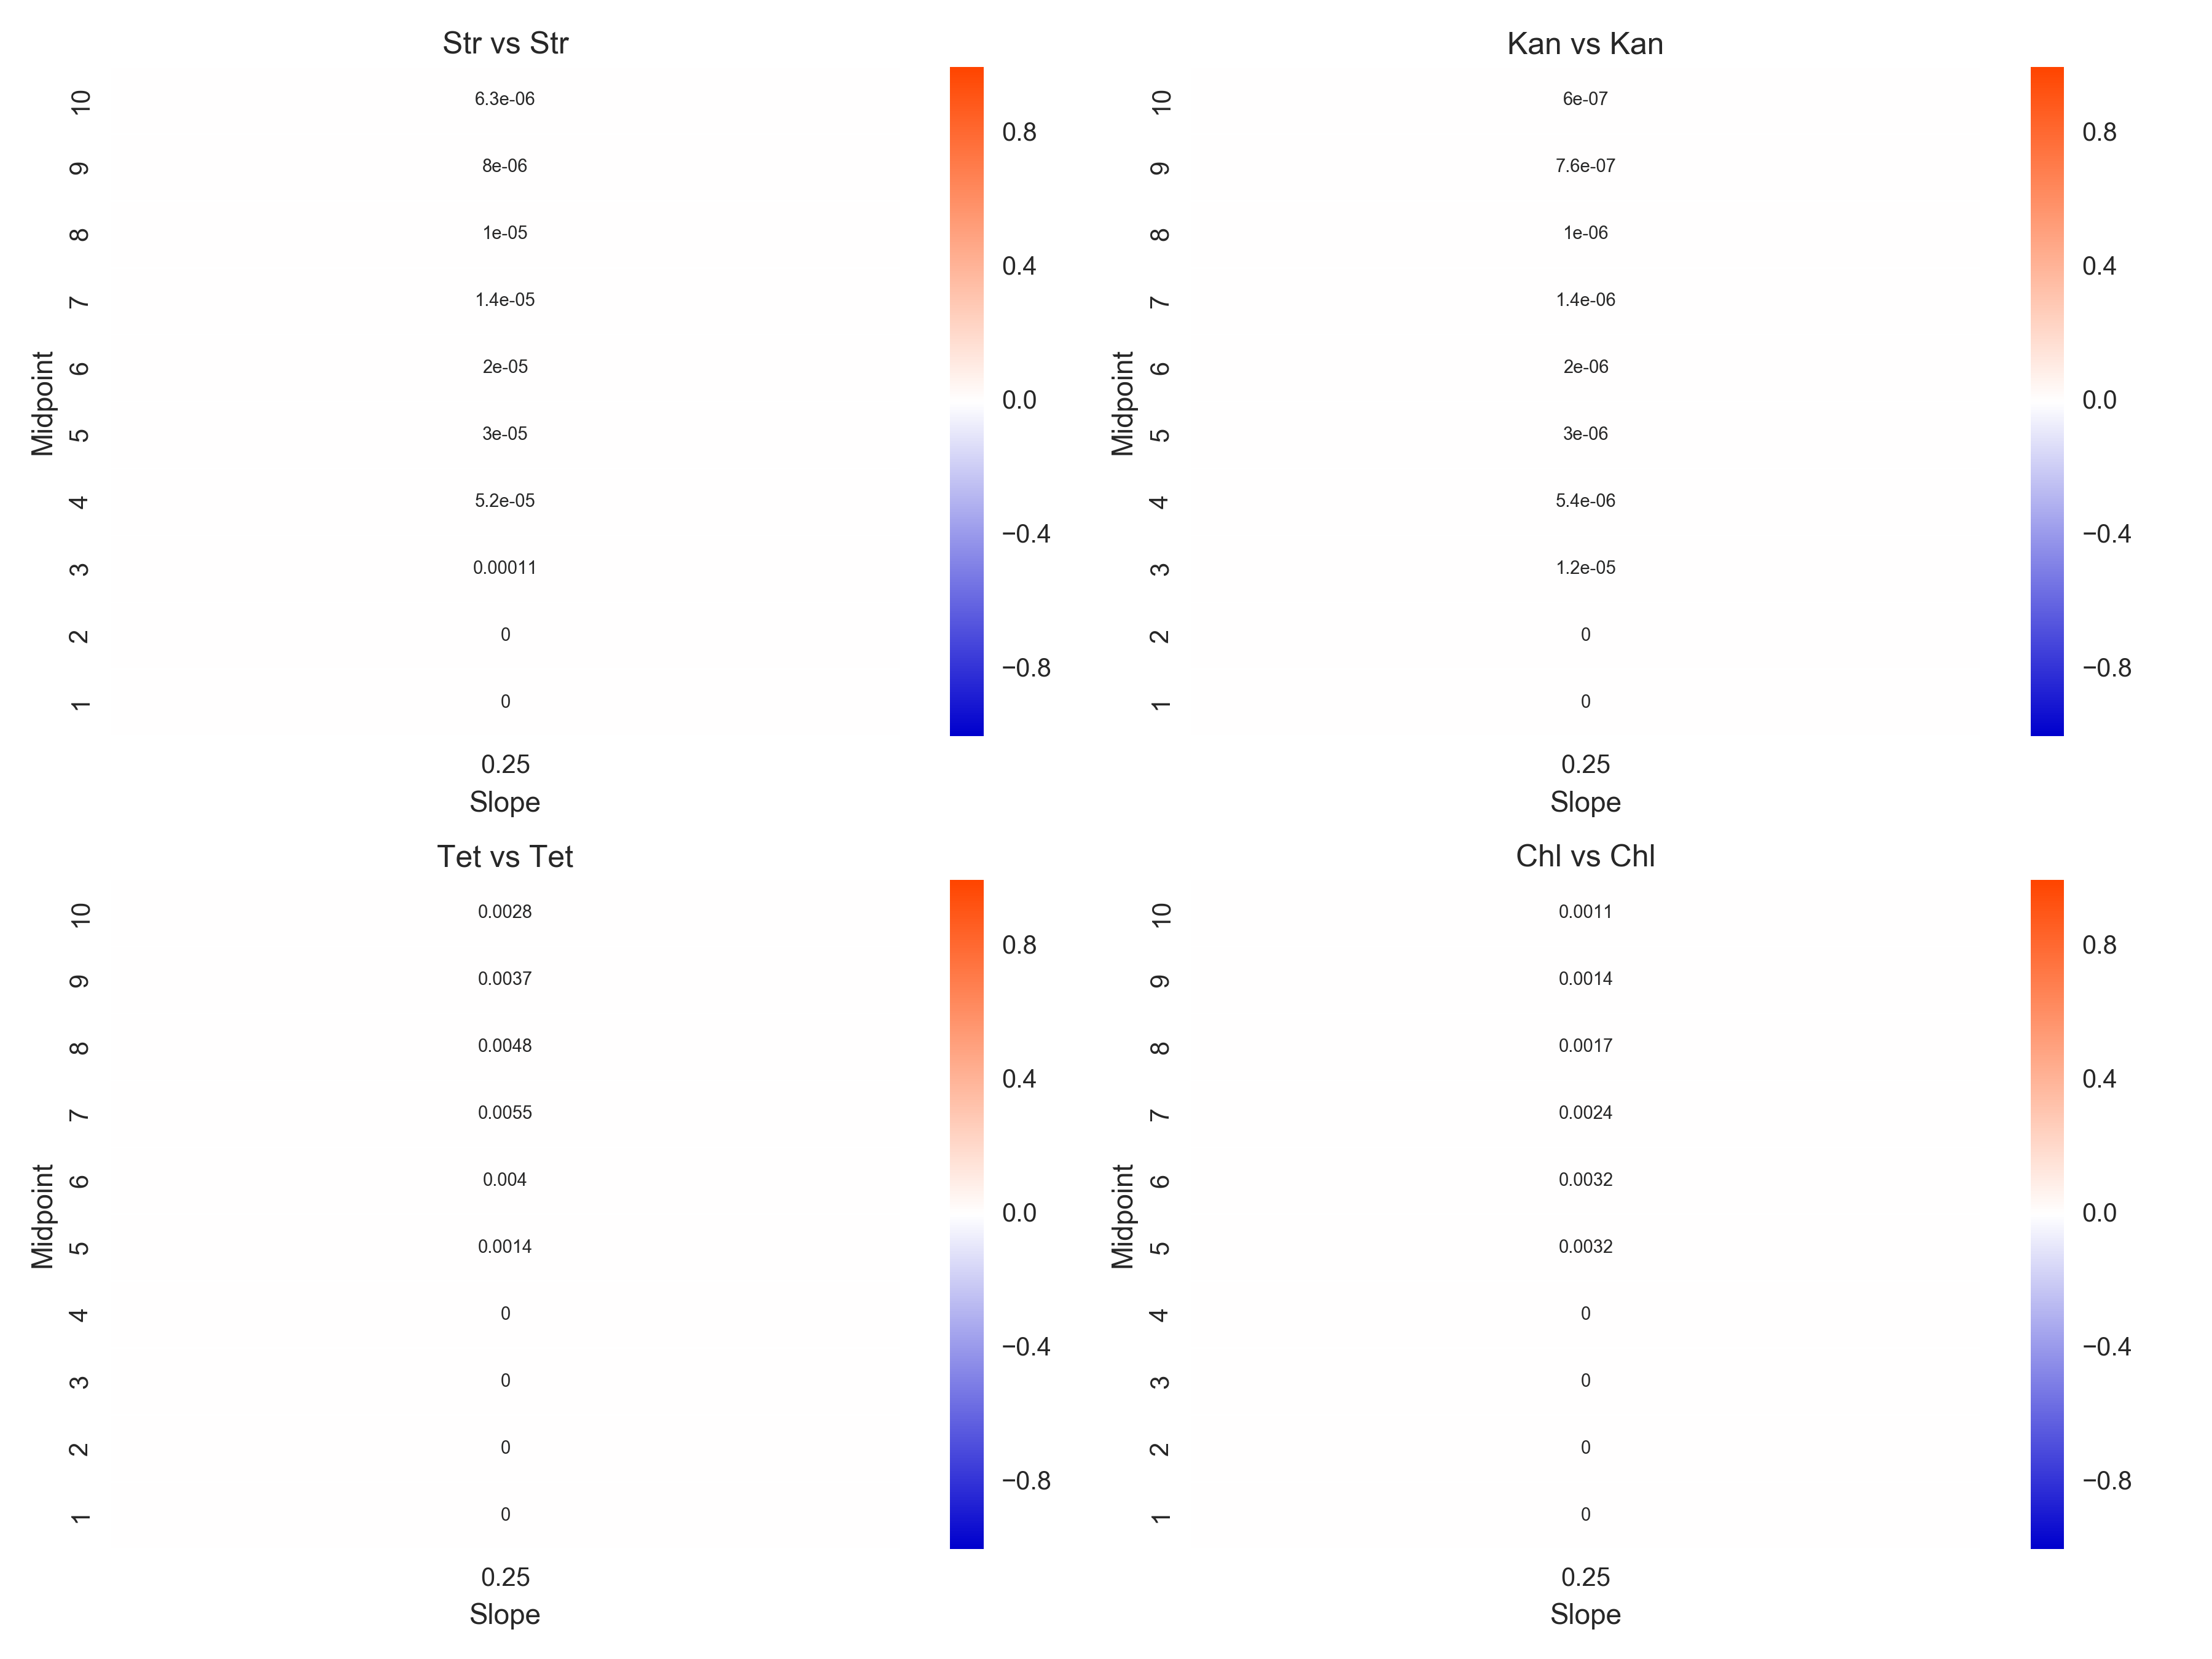 Str vs Str
10 6.3e-06
9 8e-06
8 1e-05
7 1.4e-05
6 2e-05
5 3e-05
4 5.2e-05
3 0.00011
2 0
1 0
Midpoint
0.25
Slope
0.8
0.4
0.0
−0.4
−0.8
Kan vs Kan
10 6e-07
9 7.6e-07
8 1e-06
7 1.4e-06
6 2e-06
5 3e-06
4 5.4e-06
3 1.2e-05
2 0
1 0
Midpoint
0.25
Slope
0.8
0.4
0.0
−0.4
−0.8
Tet vs Tet
10 0.0028
9 0.0037
8 0.0048
7 0.0055
6 0.004
5 0.0014
4 0
3 0
2 0
1 0
Midpoint
0.25
Slope
0.8
0.4
0.0
−0.4
−0.8
Chl vs Chl
10 0.0011
9 0.0014
8 0.0017
7 0.0024
6 0.0032
5 0.0032
4 0
3 0
2 0
1 0
Midpoint
0.25
Slope
0.8
0.4
0.0
−0.4
−0.8